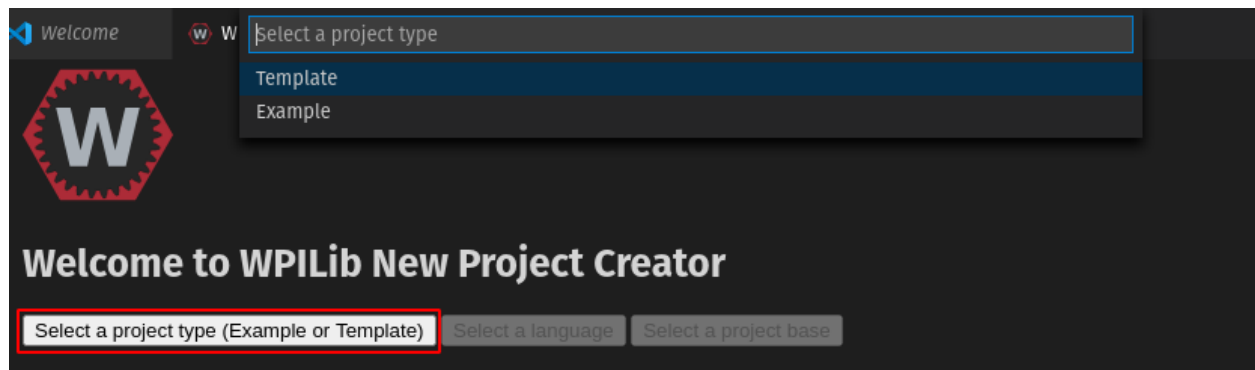 Welcome
W
Select a project type
Template
Example
W
Welcome to WPILib New Project Creator
Select a project type (Example or Template) Select a language Select a project base